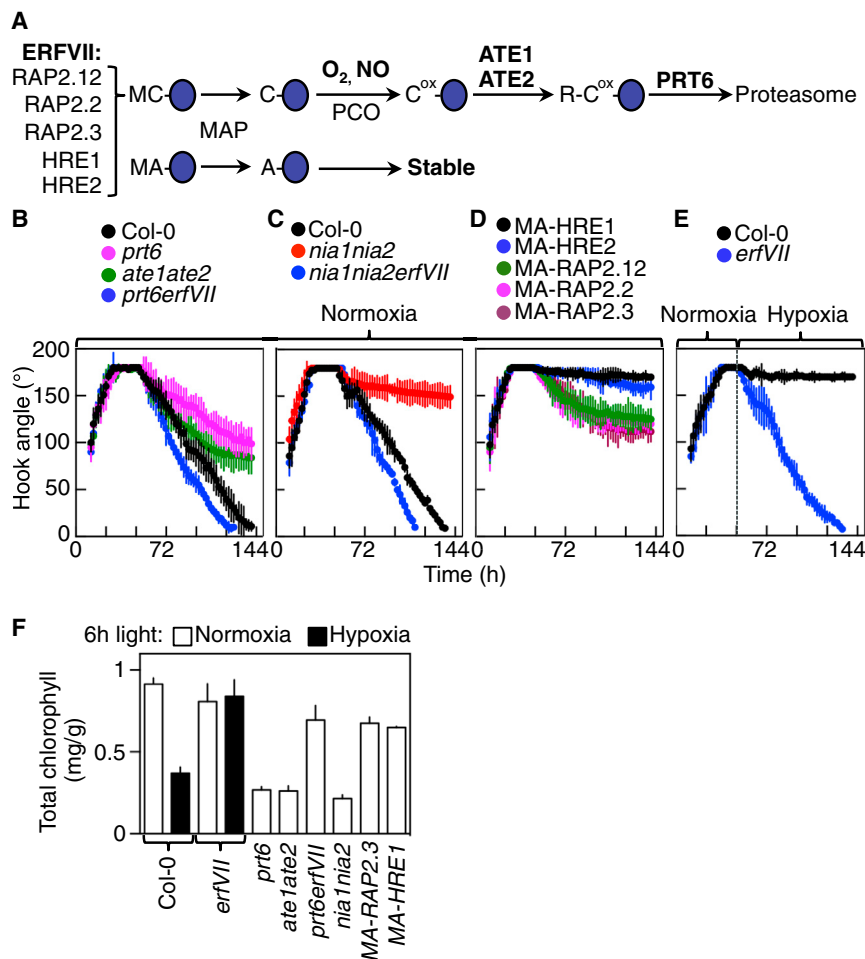 A
ERFVII:
RAP2.12
RAP2.2
RAP2.3
HRE1
HRE2
MC- C- O₂, NO Cᵒˣ- ATE1 ATE2 R-Cᵒˣ- PRT6 Proteasome
MAP PCO
MA- A- Stable
B
Col-0
prt6
ate1ate2
prt6erfVII
C
Col-0
nia1nia2
nia1nia2erfVII
D
MA-HRE1
MA-HRE2
MA-RAP2.12
MA-RAP2.2
MA-RAP2.3
E
Col-0
erfVII
Normoxia
Normoxia Hypoxia
Hook angle (°)
200
150
100
50
0
0 72 144 0 72 144 0 72 144 0 72 144
Time (h)
F
6h light: Normoxia Hypoxia
Total chlorophyll
(mg/g)
1
0.5
0
Col-0
erfVII
prt6
ate1ate2
prt6erfVII
nia1nia2
MA-RAP2.3
MA-HRE1